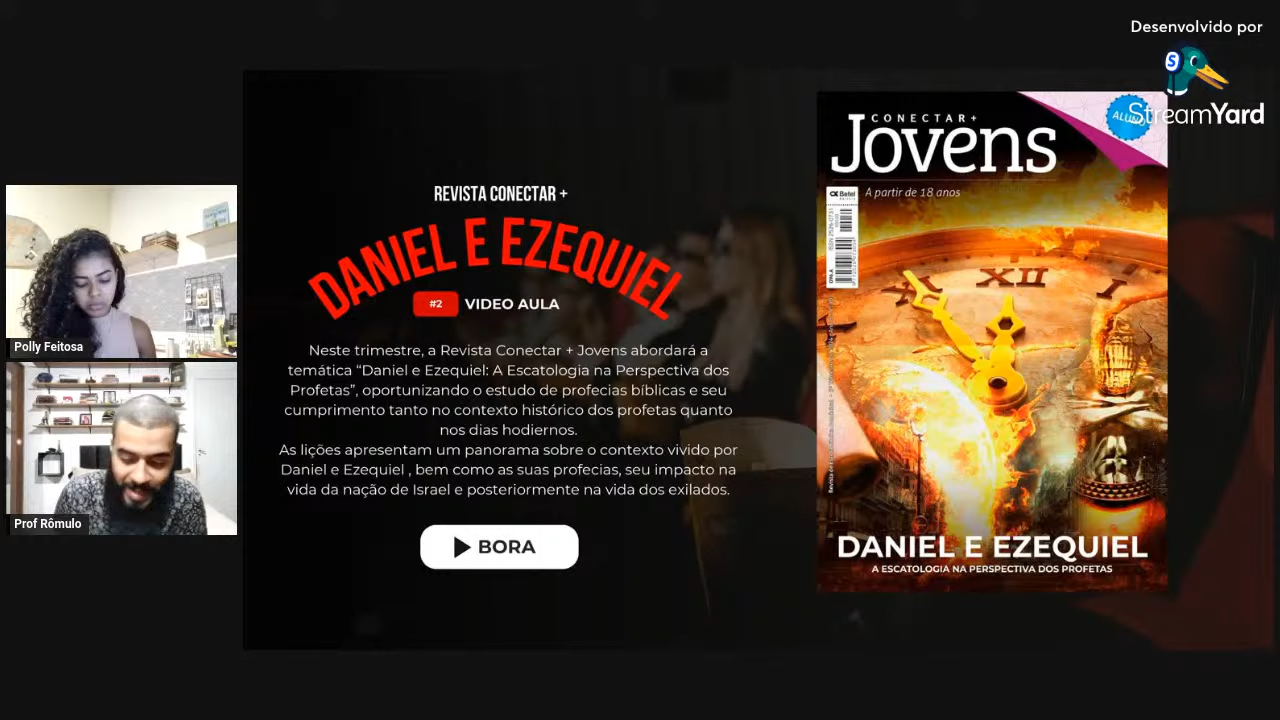 Desenvolvido por
StreamYard
Polly Feitosa
Prof Rômulo
REVISTA CONECTAR +
DANIEL E EZEQUIEL
#2 VIDEO AULA
Neste trimestre, a Revista Conectar + Jovens abordará a
temática “Daniel e Ezequiel: A Escatologia na Perspectiva dos
Profetas”, oportunizando o estudo de profecias bíblicas e seu
cumprimento tanto no contexto histórico dos profetas quanto
nos dias hodiernos.
As lições apresentam um panorama sobre o contexto vivido por
Daniel e Ezequiel , bem como as suas profecias, seu impacto na
vida da nação de Israel e posteriormente na vida dos exilados.
BORA
CONECTAR+
Jovens
ALUNO
A partir de 18 anos
Betel
XII
I
DANIEL E EZEQUIEL
A ESCATOLOGIA NA PERSPECTIVA DOS PROFETAS